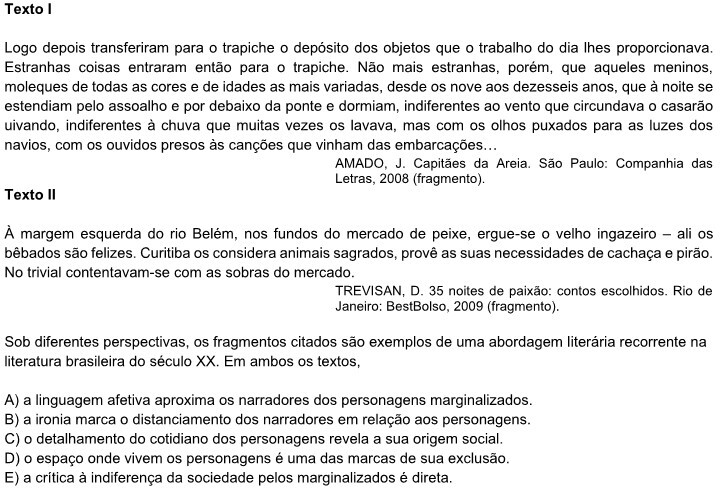 Texto I
Logo depois transferiram para o trapiche o depósito dos objetos que o trabalho do dia lhes proporcionava.
Estranhas coisas entraram então para o trapiche. Não mais estranhas, porém, que aqueles meninos,
moleques de todas as cores e de idades as mais variadas, desde os nove aos dezesseis anos, que à noite se
estendiam pelo assoalho e por debaixo da ponte e dormiam, indiferentes ao vento que circundava o casarão
uivando, indiferentes à chuva que muitas vezes os lavava, mas com os olhos puxados para as luzes dos
navios, com os ouvidos presos às canções que vinham das embarcações…
AMADO, J. Capitães da Areia. São Paulo: Companhia das
Letras, 2008 (fragmento).
Texto II
À margem esquerda do rio Belém, nos fundos do mercado de peixe, ergue-se o velho ingazeiro – ali os
bêbados são felizes. Curitiba os considera animais sagrados, provê as suas necessidades de cachaça e pirão.
No trivial contentavam-se com as sobras do mercado.
TREVISAN, D. 35 noites de paixão: contos escolhidos. Rio de
Janeiro: BestBolso, 2009 (fragmento).
Sob diferentes perspectivas, os fragmentos citados são exemplos de uma abordagem literária recorrente na
literatura brasileira do século XX. Em ambos os textos,
A) a linguagem afetiva aproxima os narradores dos personagens marginalizados.
B) a ironia marca o distanciamento dos narradores em relação aos personagens.
C) o detalhamento do cotidiano dos personagens revela a sua origem social.
D) o espaço onde vivem os personagens é uma das marcas de sua exclusão.
E) a crítica à indiferença da sociedade pelos marginalizados é direta.